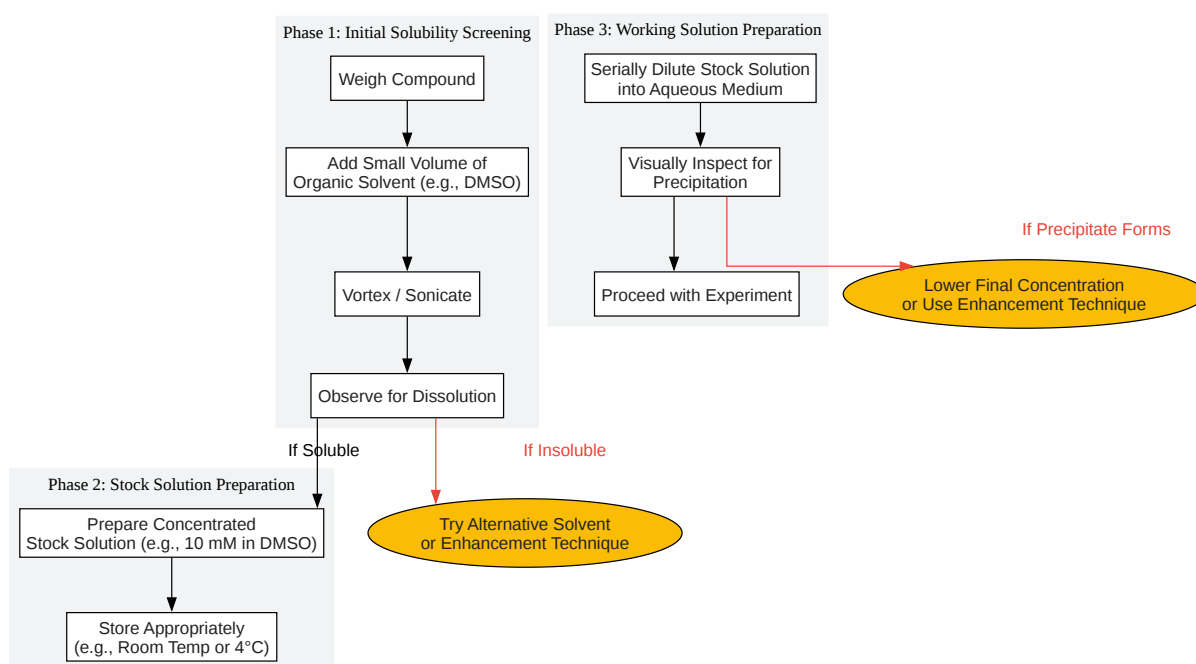 Phase 1: Initial Solubility Screening
Weigh Compound
Add Small Volume of
Organic Solvent (e.g., DMSO)
Vortex / Sonicate
Observe for Dissolution
If Soluble
If Insoluble
Phase 2: Stock Solution Preparation
Prepare Concentrated
Stock Solution (e.g., 10 mM in DMSO)
Store Appropriately
(e.g., Room Temp or 4°C)
Try Alternative Solvent
or Enhancement Technique
Phase 3: Working Solution Preparation
Serially Dilute Stock Solution
into Aqueous Medium
Visually Inspect for
Precipitation
If Precipitate Forms
Proceed with Experiment
Lower Final Concentration
or Use Enhancement Technique